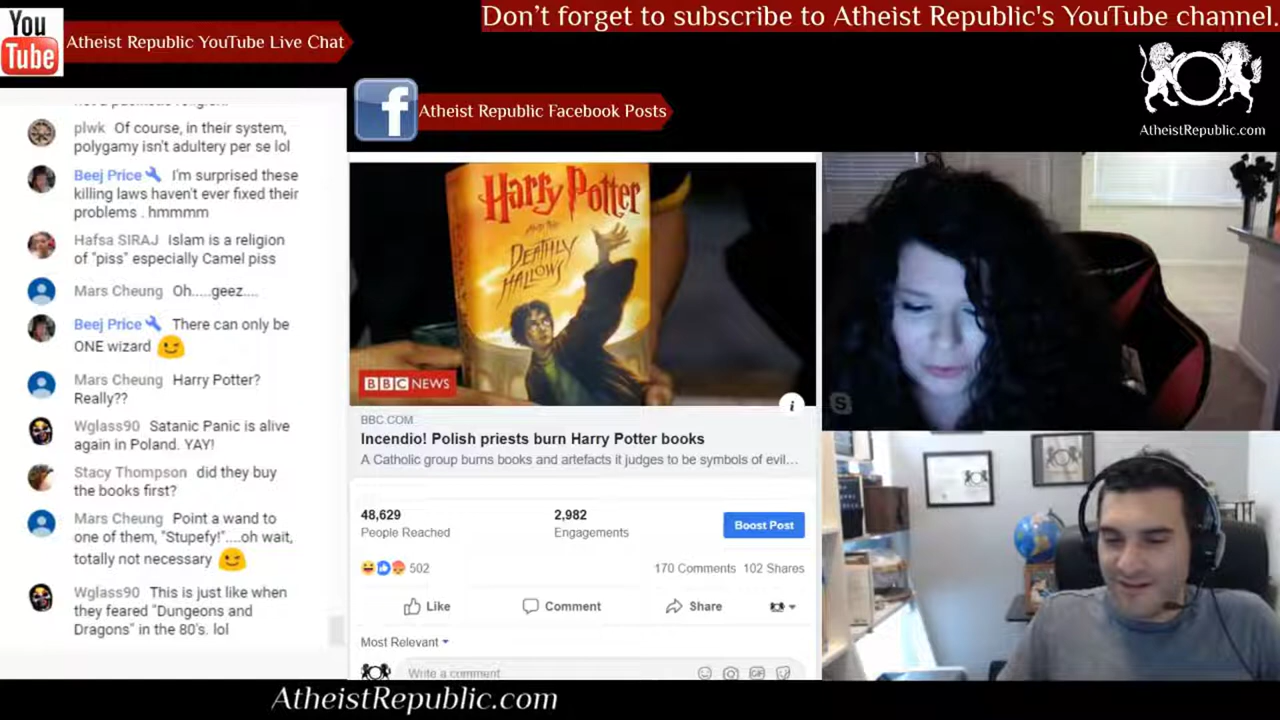 Don't forget to subscribe to Atheist Republic's YouTube channel.
You
Tube
Atheist Republic YouTube Live Chat
AtheistRepublic.com
f
Atheist Republic Facebook Posts
plwk Of course, in their system,
polygamy isn't adultery per se lol
Beej Price I'm surprised these
killing laws haven't ever fixed their
problems . hmmmm
Hafsa SIRAJ Islam is a religion
of "piss" especially Camel piss
Mars Cheung Oh.....geez....
Beej Price There can only be
ONE wizard
Mars Cheung Harry Potter?
Really??
Wglass90 Satanic Panic is alive
again in Poland. YAY!
Stacy Thompson did they buy
the books first?
Mars Cheung Point a wand to
one of them, "Stupefy!"....oh wait,
totally not necessary
Wglass90 This is just like when
they feared "Dungeons and
Dragons" in the 80's. lol
Harry Potter
AND THE
DEATHLY
HALLOWS
BBC NEWS
i
BBC.COM
Incendio! Polish priests burn Harry Potter books
A Catholic group burns books and artefacts it judges to be symbols of evil...
48,629
People Reached
2,982
Engagements
Boost Post
502
170 Comments 102 Shares
Like
Comment
Share
Most Relevant
Write a comment
GIF
S
AtheistRepublic.com